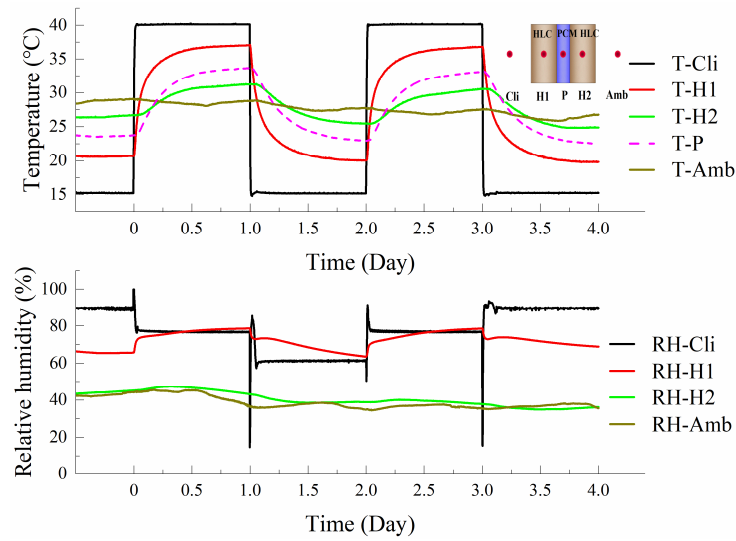 40
35
30
25
20
15
Temperature (℃)
0 0.5 1.0 1.5 2.0 2.5 3.0 3.5 4.0
Time (Day)
HLC PCM HLC
Cli H1 P H2 Amb
T-Cli
T-H1
T-H2
T-P
T-Amb
100
80
60
40
20
0
Relative humidity (%)
0 0.5 1.0 1.5 2.0 2.5 3.0 3.5 4.0
Time (Day)
RH-Cli
RH-H1
RH-H2
RH-Amb